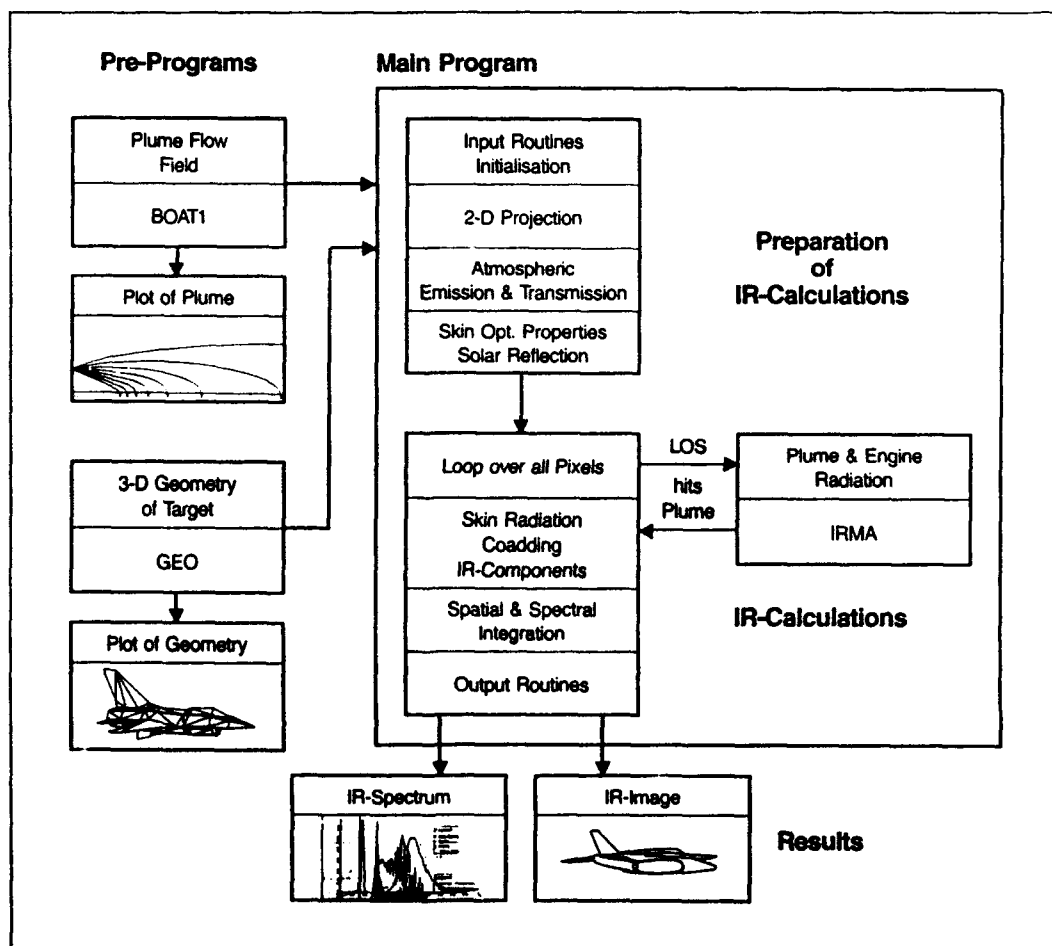 Pre-Programs
Plume Flow
Field
BOAT1
Plot of Plume
3-D Geometry
of Target
GEO
Plot of Geometry
Main Program
Input Routines
Initialisation
2-D Projection
Atmospheric
Emission & Transmission
Skin Opt. Properties
Solar Reflection
Preparation
of
IR-Calculations
Loop over all Pixels
Skin Radiation
Coadding
IR-Components
Spatial & Spectral
Integration
Output Routines
LOS
hits
Plume
Plume & Engine
Radiation
IRMA
IR-Calculations
IR-Spectrum
IR-Image
Results